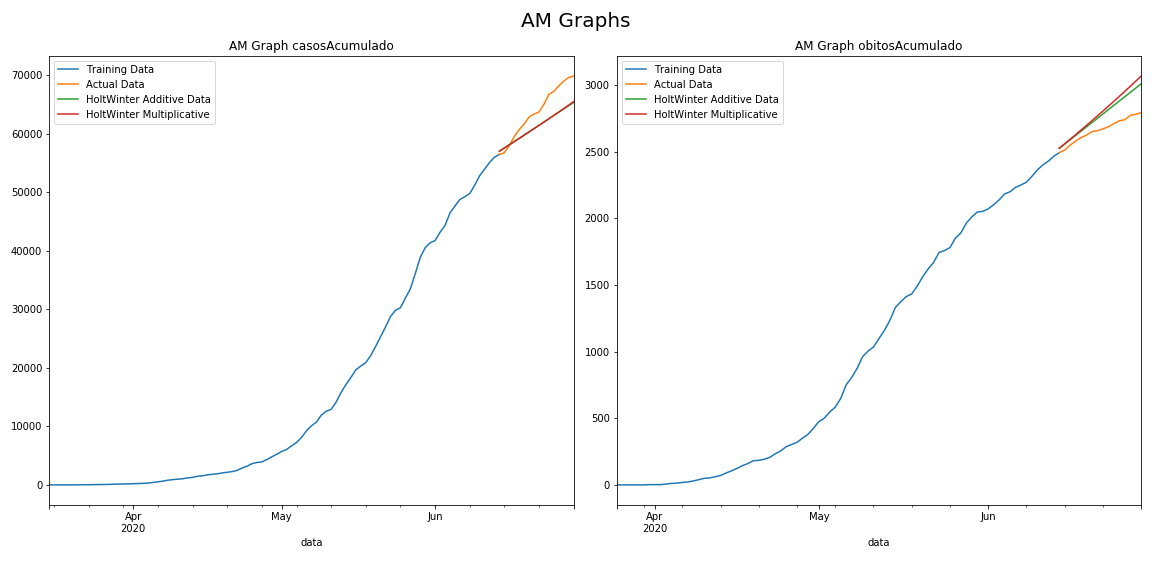 AM Graphs
AM Graph casosAcumulado
Training Data
Actual Data
HoltWinter Additive Data
HoltWinter Multiplicative
70000
60000
50000
40000
30000
20000
10000
0
Apr
2020
May
Jun
data
AM Graph obitosAcumulado
Training Data
Actual Data
HoltWinter Additive Data
HoltWinter Multiplicative
3000
2500
2000
1500
1000
500
0
Apr
2020
May
Jun
data